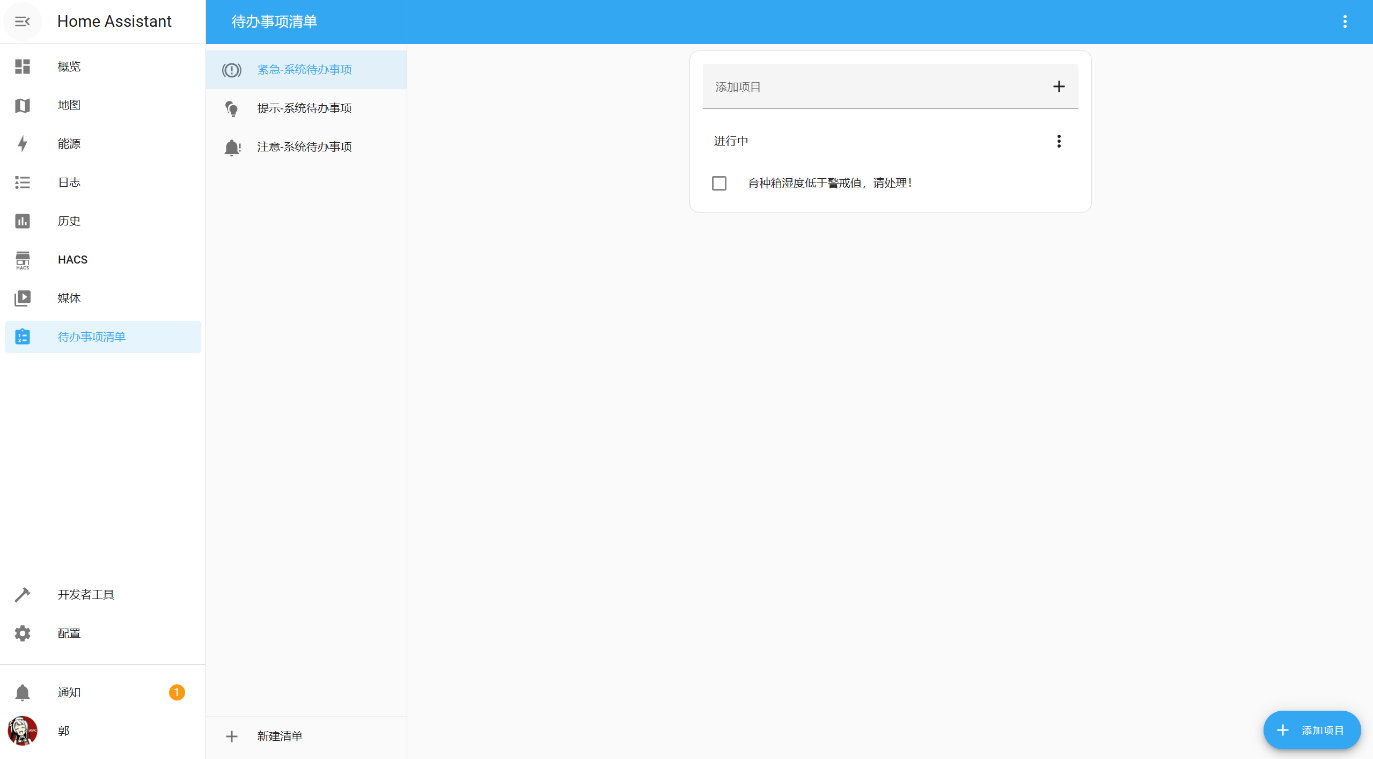 Home Assistant
概览
地图
能源
日志
历史
HACS
HACS
媒体
待办事项清单
开发者工具
配置
通知
1
郭
待办事项清单
紧急-系统待办事项
提示-系统待办事项
注意-系统待办事项
新建清单
添加项目
进行中
育种箱湿度低于警戒值，请处理！
添加项目